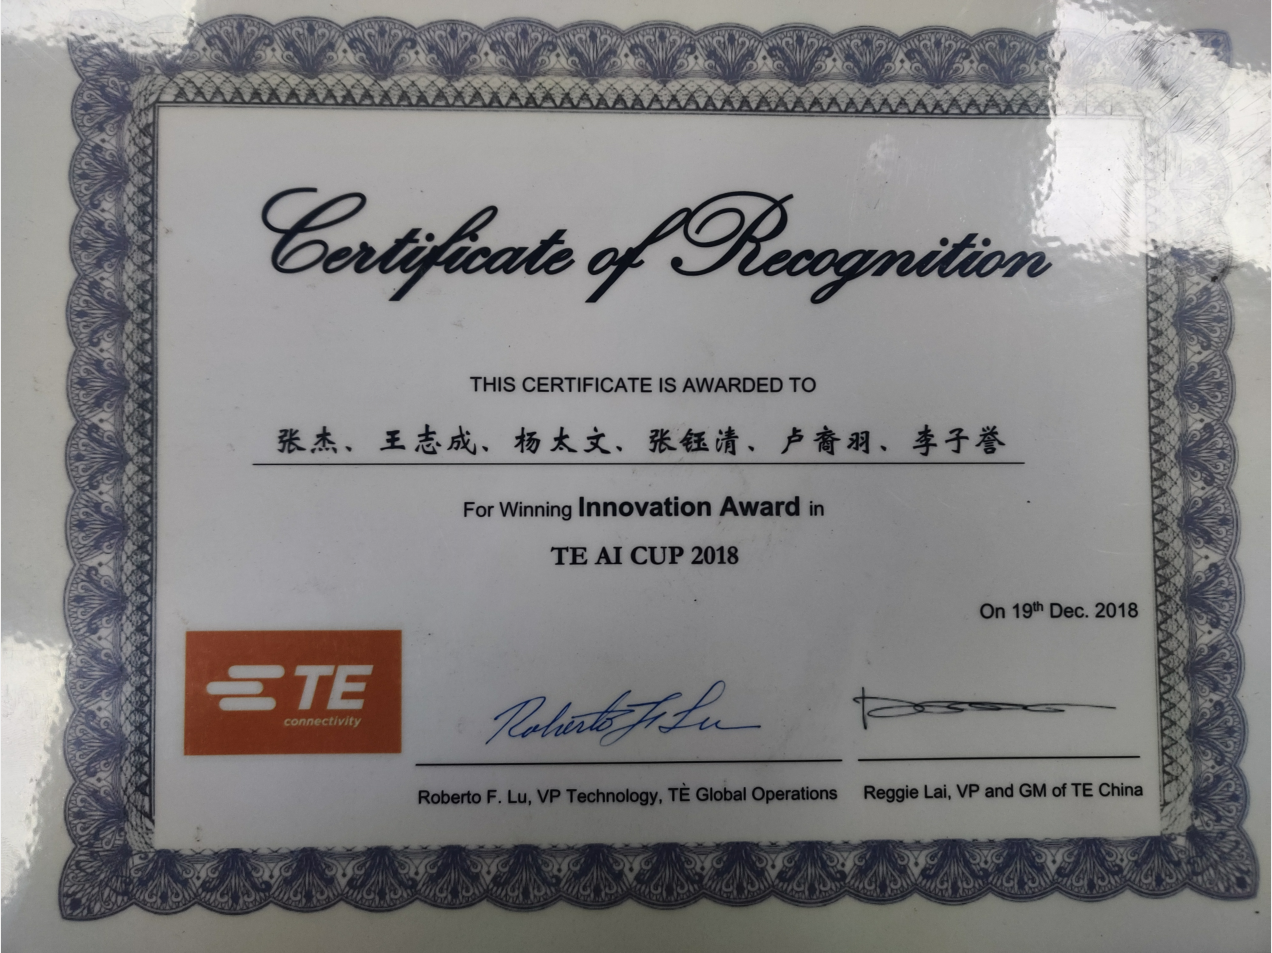 Certificate of Recognition
THIS CERTIFICATE IS AWARDED TO
张杰、王志成、杨太文、张钰清、卢裔羽、李子誉
For Winning Innovation Award in
TE AI CUP 2018
On 19th Dec. 2018
TE
connectivity
Roberto F. Lu
Roberto F. Lu, VP Technology, TE Global Operations
Reggie Lai, VP and GM of TE China